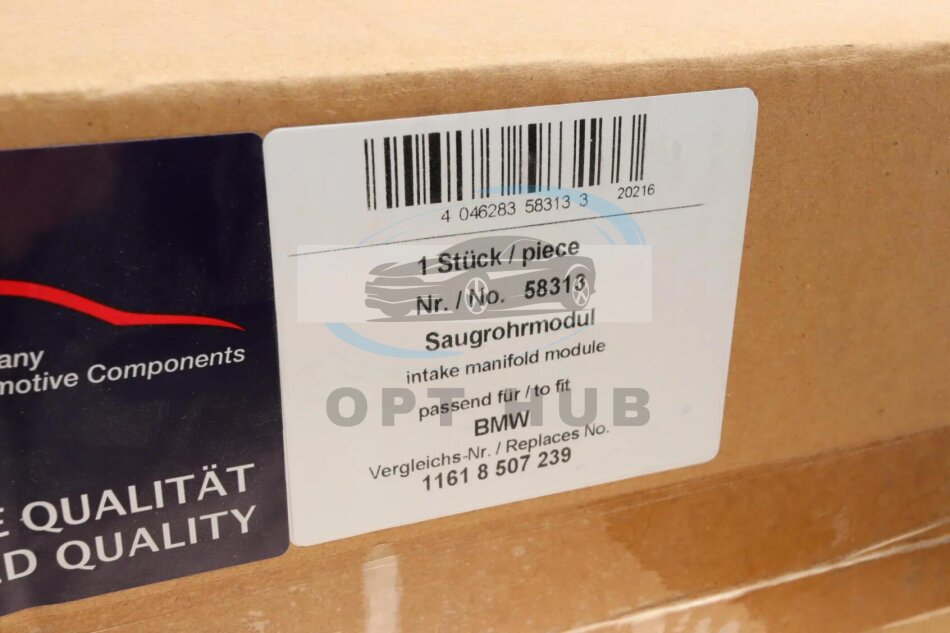 any
motive Components
E QUALITÄT
D QUALITY
4 046283 58313 3
20216
1 Stück / piece
Nr. / No. 58313
Saugrohrmodul
intake manifold module
passend für / to fit
BMW
Vergleichs-Nr. / Replaces No.
1161 8 507 239
OPT HUB